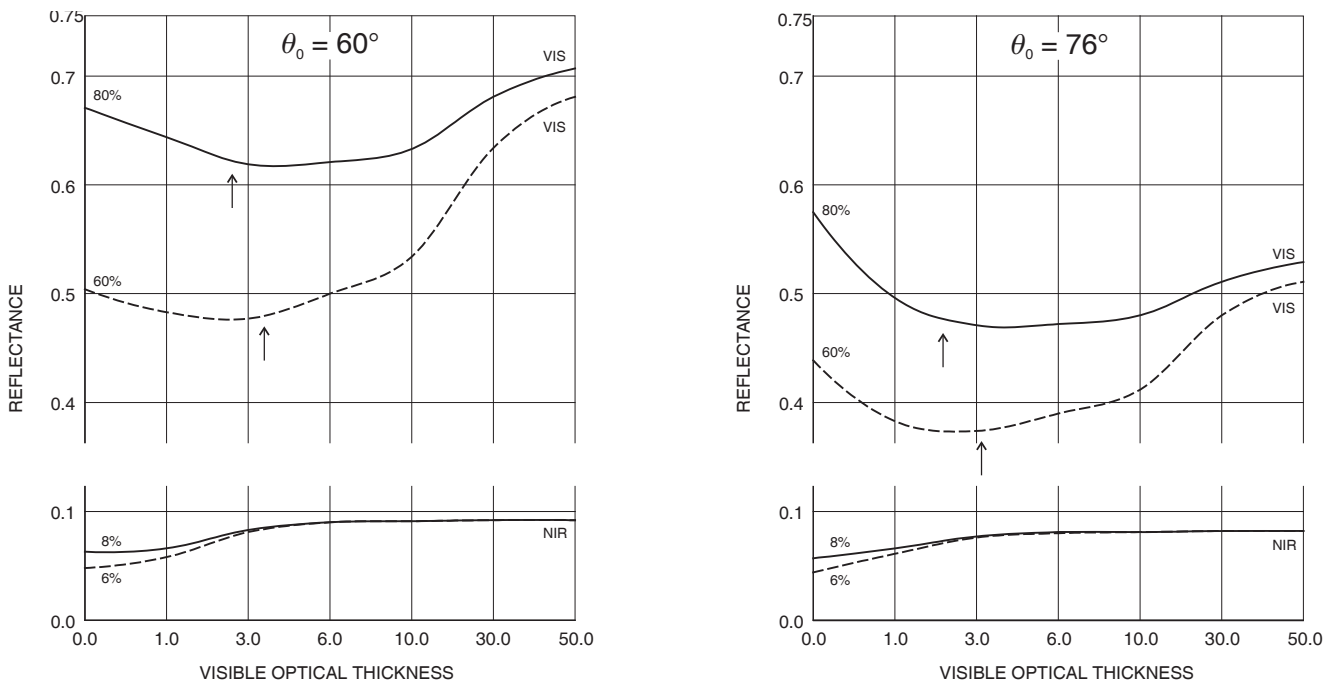 0.75
0.7
0.6
0.5
0.4
0.1
0.0
REFLECTANCE
θ0 = 60°
80%
VIS
VIS
60%
8%
6%
NIR
0.0 1.0 3.0 6.0 10.0 30.0 50.0
VISIBLE OPTICAL THICKNESS
0.75
0.7
0.6
0.5
0.4
0.1
0.0
REFLECTANCE
θ0 = 76°
80%
VIS
VIS
60%
8%
6%
NIR
0.0 1.0 3.0 6.0 10.0 30.0 50.0
VISIBLE OPTICAL THICKNESS